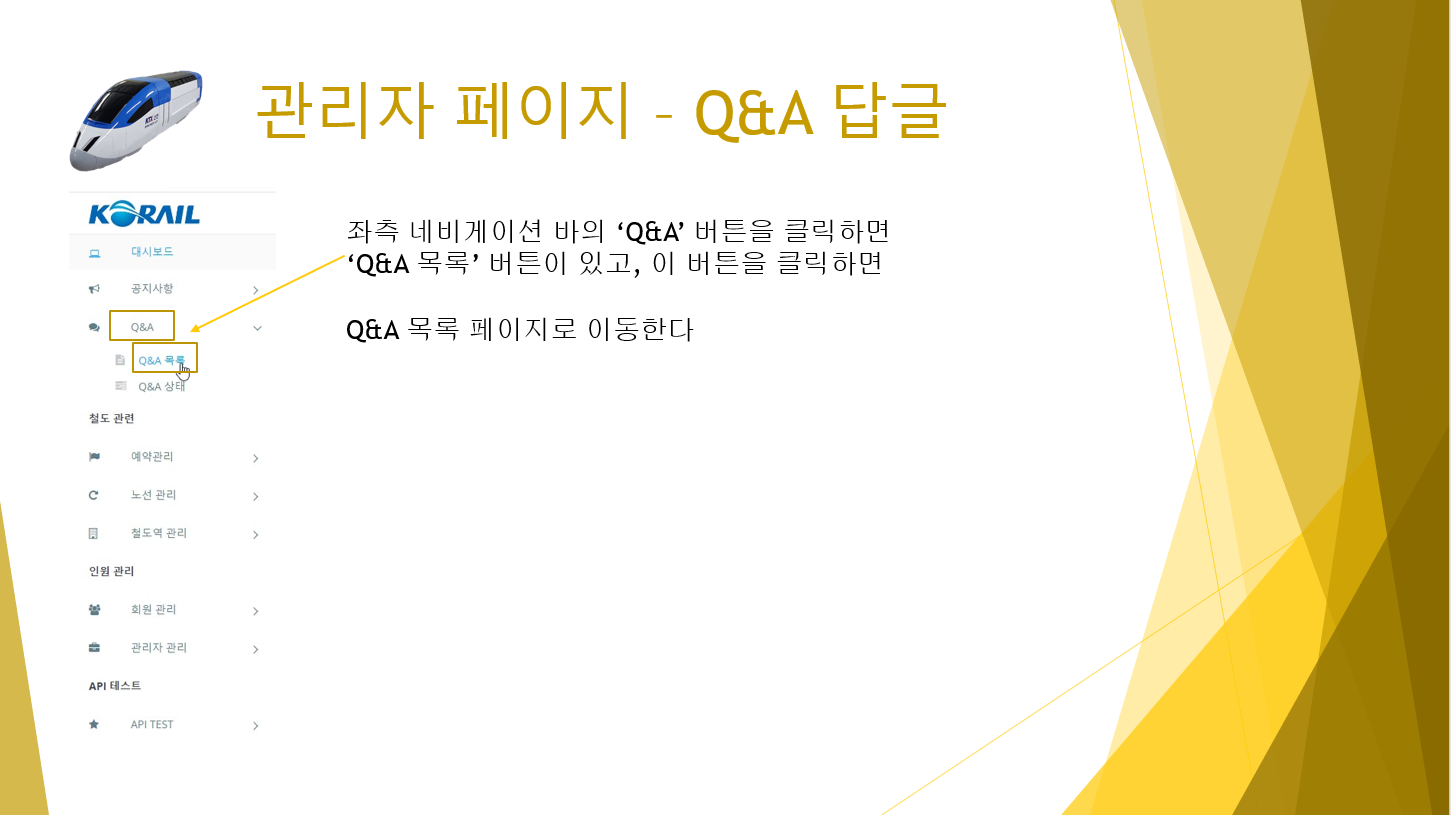 관리자 페이지 – Q&A 답글
KORAIL
대시보드
공지사항
Q&A
Q&A 목록
Q&A 상태
철도 관련
예약관리
노선 관리
철도역 관리
인원 관리
회원 관리
관리자 관리
API 테스트
API TEST
좌측 네비게이션 바의 ‘Q&A’ 버튼을 클릭하면
‘Q&A 목록’ 버튼이 있고, 이 버튼을 클릭하면
Q&A 목록 페이지로 이동한다